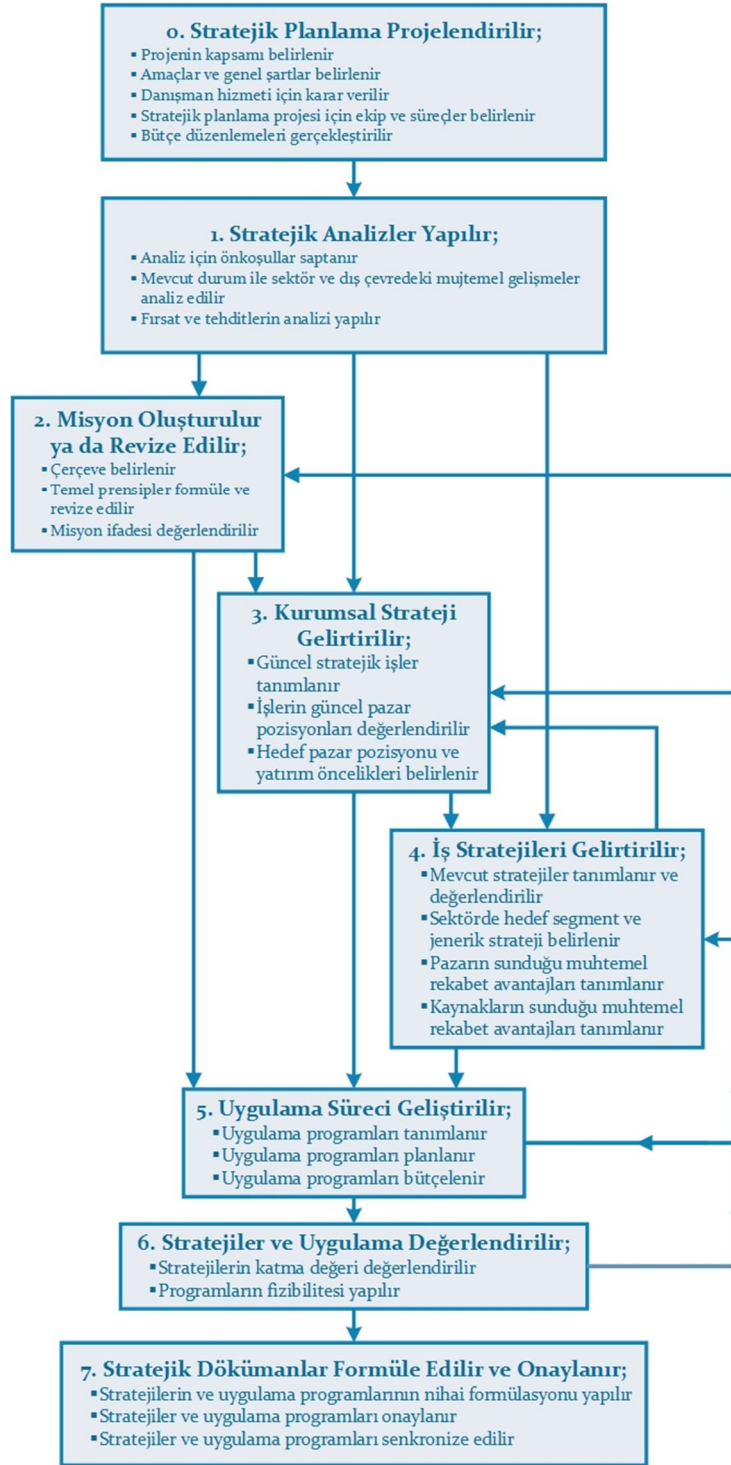 0. Stratejik Planlama Projelendirilir;
▪ Projenin kapsamı belirlenir
▪ Amaçlar ve genel şartlar belirlenir
▪ Danışman hizmeti için karar verilir
▪ Stratejik planlama projesi için ekip ve süreçler belirlenir
▪ Bütçe düzenlemeleri gerçekleştirilir
1. Stratejik Analizler Yapılır;
▪ Analiz için önkoşullar saptanır
▪ Mevcut durum ile sektör ve dış çevredeki mujtemel gelişmeler
analiz edilir
▪ Fırsat ve tehditlerin analizi yapılır
2. Misyon Oluşturulur
ya da Revize Edilir;
▪ Çerçeve belirlenir
▪ Temel prensipler formüle ve
revize edilir
▪ Misyon ifadesi değerlendirilir
3. Kurumsal Strateji
Gelirtirilir;
▪ Güncel stratejik işler
tanımlanır
▪ İşlerin güncel pazar
pozisyonları değerlendirilir
▪ Hedef pazar pozisyonu ve
yatırım öncelikleri belirlenir
4. İş Stratejileri Gelirtirilir;
▪ Mevcut stratejiler tanımlanır ve
değerlendirilir
▪ Sektörde hedef segment ve
jenerik strateji belirlenir
▪ Pazarın sunduğu muhtemel
rekabet avantajları tanımlanır
▪ Kaynakların sunduğu muhtemel
rekabet avantajları tanımlanır
5. Uygulama Süreci Geliştirilir;
▪ Uygulama programları tanımlanır
▪ Uygulama programları planlanır
▪ Uygulama programları bütçelenir
6. Stratejiler ve Uygulama Değerlendirilir;
▪ Stratejilerin katma değeri değerlendirilir
▪ Programların fizibilitesi yapılır
7. Stratejik Dökümanlar Formüle Edilir ve Onaylanır;
▪ Stratejilerin ve uygulama programlarının nihai formülasyonu yapılır
▪ Stratejiler ve uygulama programları onaylanır
▪ Stratejiler ve uygulama programları senkronize edilir